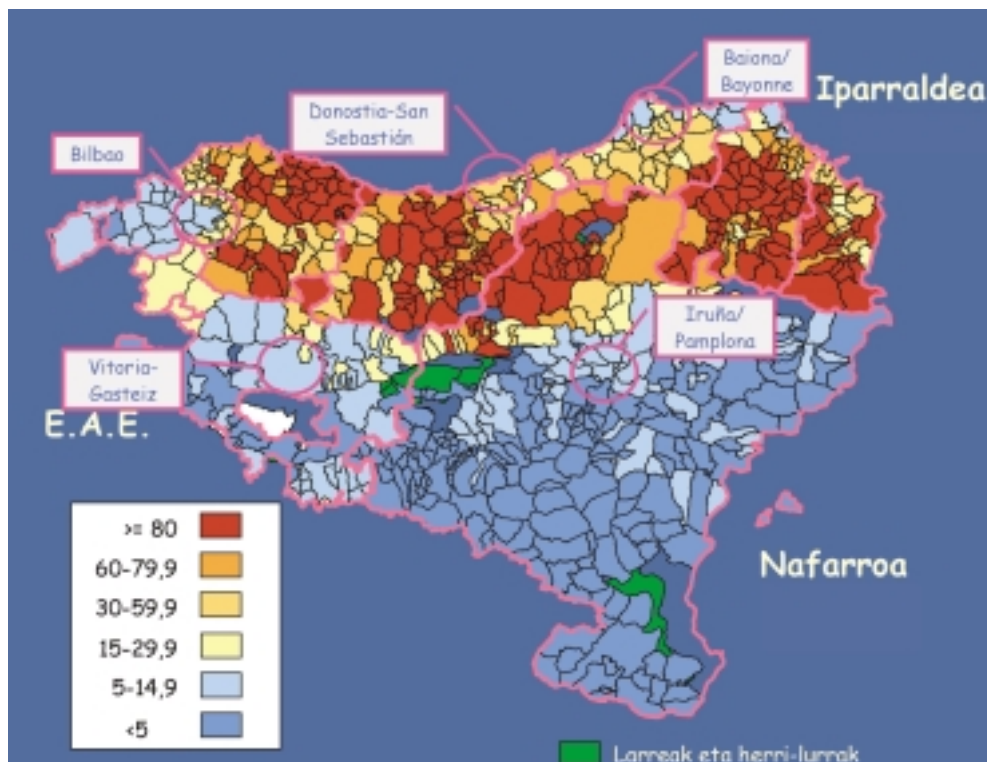 Baiona/
Bayonne
Iparraldea
Donostia-San
Sebastián
Bilbao
Iruña/
Pamplona
Vitoria-
Gasteiz
E.A.E.
Nafarroa
>= 80
60-79,9
30-59,9
15-29,9
5-14,9
<5
Larreak eta herri-lurrak